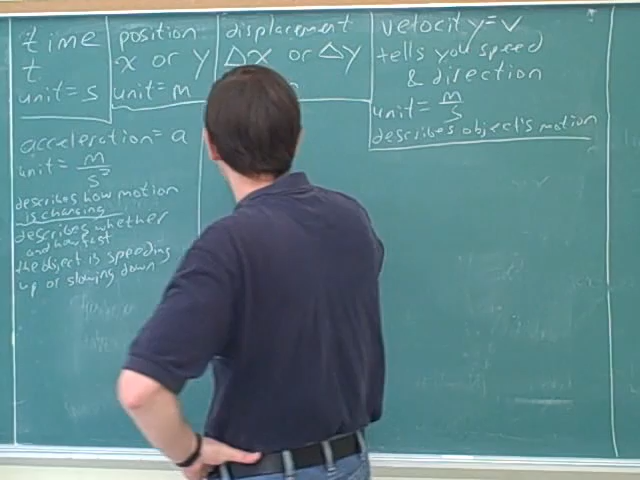 time
t
unit = s
position
x or y
unit = m
displacement
Δx or Δy
velocity = v
tells you speed
& direction
unit = m/s
describes object's motion
acceleration = a
unit = m/s²
describes how motion
is changing
describes whether
and how fast
the object is speeding
up or slowing down